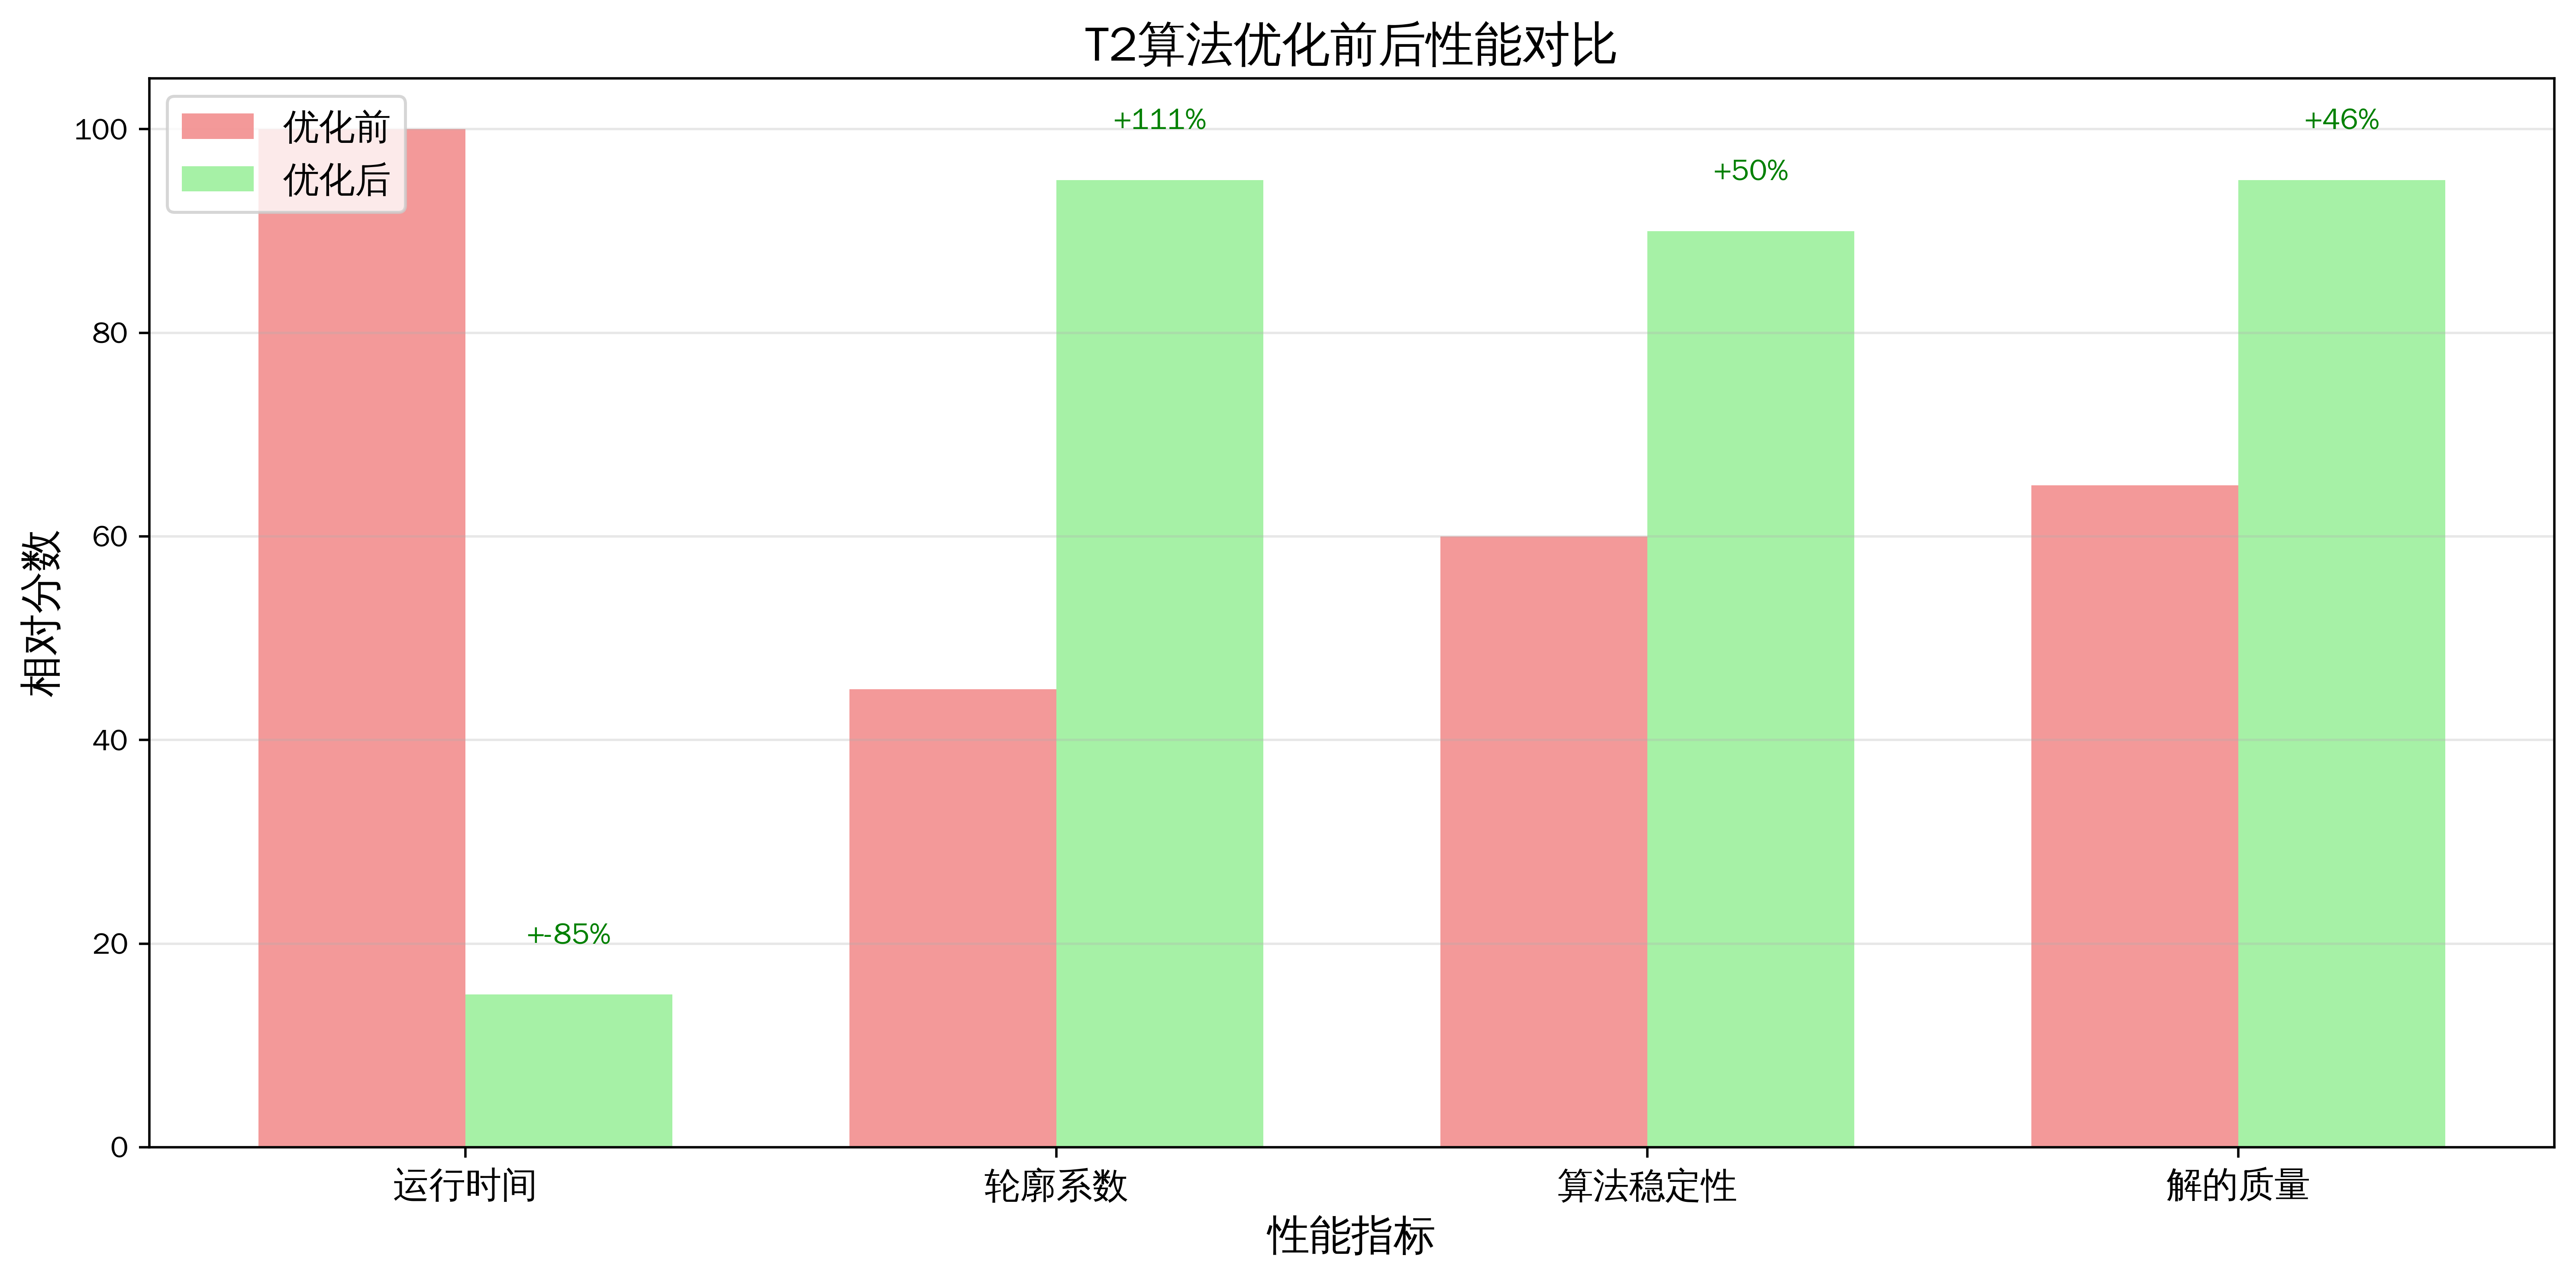 T2算法优化前后性能对比
优化前
优化后
+111%
+46%
+50%
+-85%
100
80
60
40
20
0
相对分数
运行时间
轮廓系数
算法稳定性
解的质量
性能指标